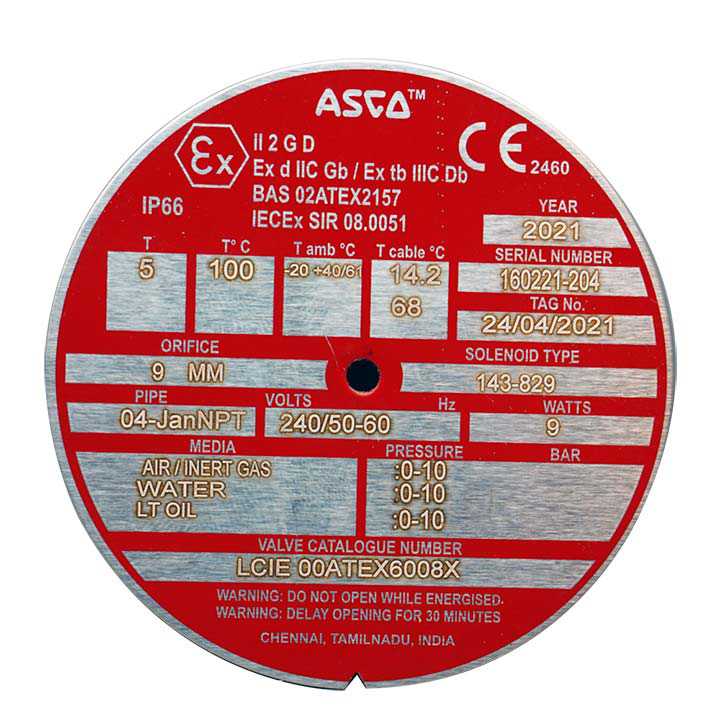 ASCO™
Ex
II 2 G D
Ex d IIC Gb / Ex tb IIIC Db
BAS 02ATEX2157
IECEx SIR 08.0051
CE 2460
IP66
YEAR
2021
SERIAL NUMBER
160221-204
TAG No.
24/04/2021
T T° C T amb °C T cable °C
5 100 -20 +40/61 14.2
68
ORIFICE
9 MM
SOLENOID TYPE
143-829
PIPE VOLTS Hz WATTS
04-JanNPT 240/50-60 9
MEDIA PRESSURE BAR
AIR / INERT GAS :0-10
WATER :0-10
LT OIL :0-10
VALVE CATALOGUE NUMBER
LCIE 00ATEX6008X
WARNING: DO NOT OPEN WHILE ENERGISED.
WARNING: DELAY OPENING FOR 30 MINUTES
CHENNAI, TAMILNADU, INDIA